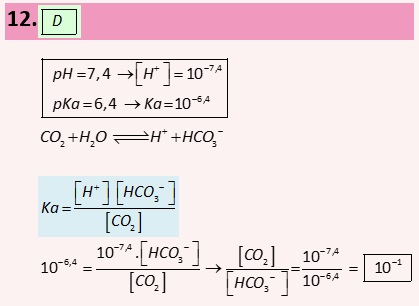 12. D
pH = 7,4 → [H⁺] = 10⁻⁷,⁴
pKa = 6,4 → Ka = 10⁻⁶,⁴
CO₂ + H₂O ⇌ H⁺ + HCO₃⁻
Ka = [H⁺] [HCO₃⁻] / [CO₂]
10⁻⁶,⁴ = 10⁻⁷,⁴ . [HCO₃⁻] / [CO₂] → [CO₂] / [HCO₃⁻] = 10⁻⁷,⁴ / 10⁻⁶,⁴ = 10⁻¹